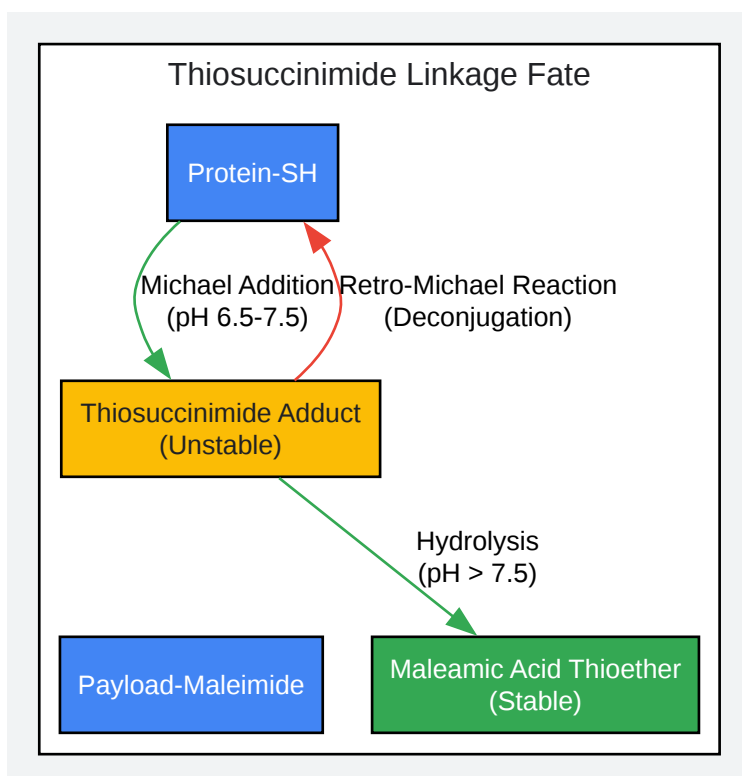 Thiosuccinimide Linkage Fate
Protein-SH
Michael Addition
(pH 6.5-7.5)
Retro-Michael Reaction
(Deconjugation)
Thiosuccinimide Adduct
(Unstable)
Hydrolysis
(pH > 7.5)
Payload-Maleimide
Maleamic Acid Thioether
(Stable)